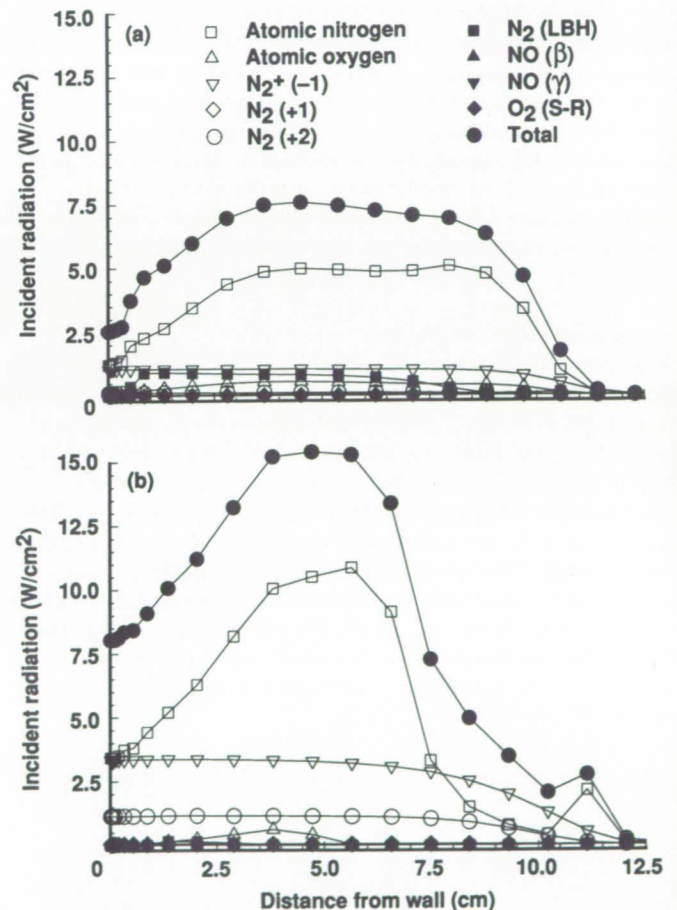 (a)
Atomic nitrogen
Atomic oxygen
N₂⁺ (−1)
N₂ (+1)
N₂ (+2)
N₂ (LBH)
NO (β)
NO (γ)
O₂ (S-R)
Total
Incident radiation (W/cm²)
15.0
12.5
10.0
7.5
5.0
2.5
0
(b)
Incident radiation (W/cm²)
15.0
12.5
10.0
7.5
5.0
2.5
0
2.5
5.0
7.5
10.0
12.5
Distance from wall (cm)